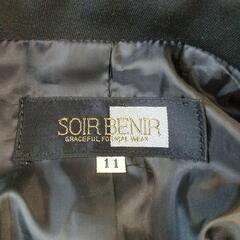 SOIR BENIR
GRACEFUL FORMAL WEAR
11